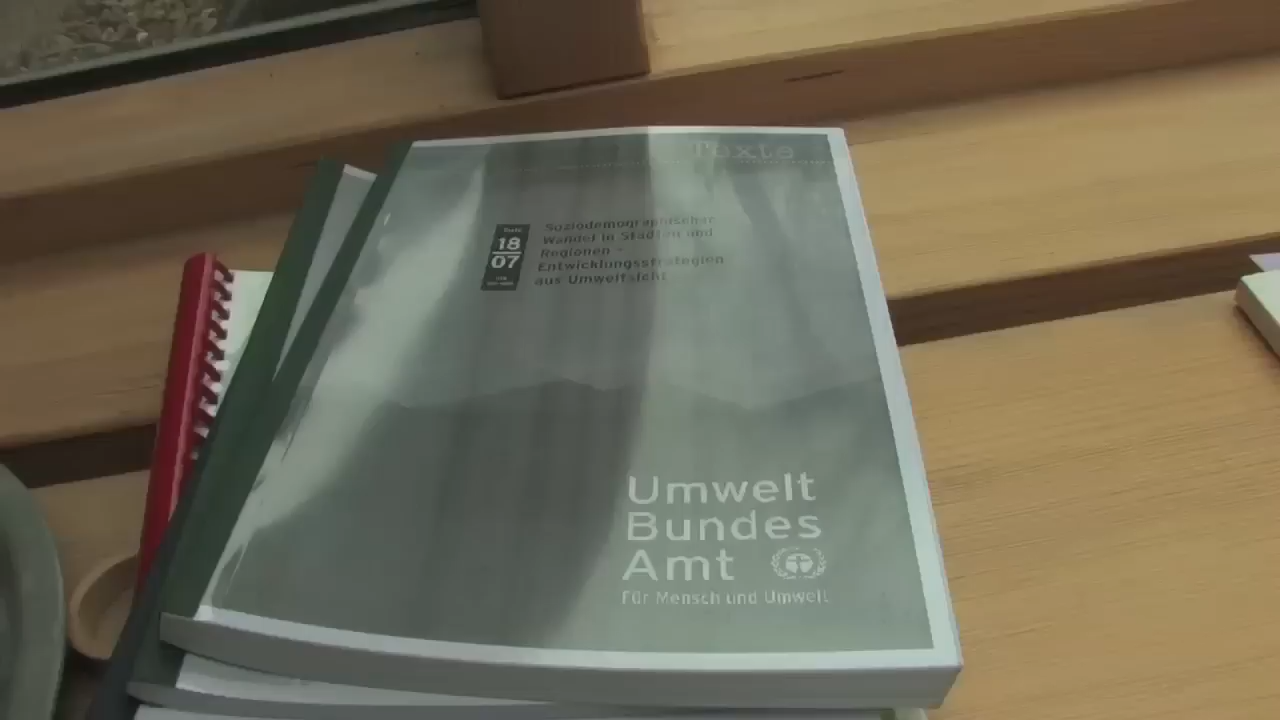 Texte
Texte
18
07
Soziodemographischer
Wandel in Städten und
Regionen -
Entwicklungsstrategien
aus Umweltsicht
Umwelt
Bundes
Amt
Für Mensch und Umwelt